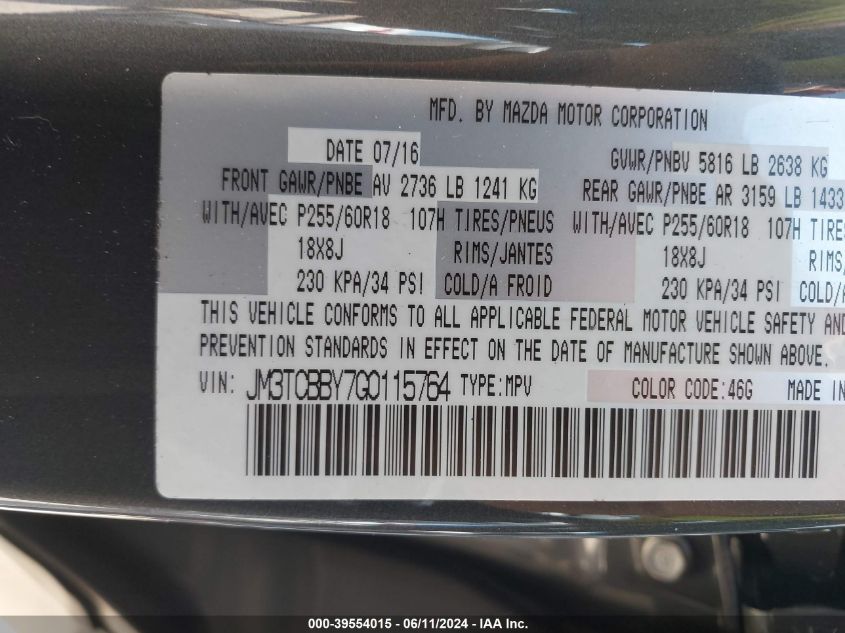 MFD. BY MAZDA MOTOR CORPORATION
DATE 07/16 GVWR/PNBV 5816 LB 2638 KG
FRONT GAWR/PNBE AV 2736 LB 1241 KG REAR GAWR/PNBE AR 3159 LB 1433
WITH/AVEC P255/60R18 107H TIRES/PNEUS WITH/AVEC P255/60R18 107H TIRES
18X8J RIMS/JANTES 18X8J RIMS/
230 KPA/34 PSI COLD/A FROID 230 KPA/34 PSI COLD/A
THIS VEHICLE CONFORMS TO ALL APPLICABLE FEDERAL MOTOR VEHICLE SAFETY AND
PREVENTION STANDARDS IN EFFECT ON THE DATE OF MANUFACTURE SHOWN ABOVE.
VIN: JM3TCBBY7G0115764 TYPE:MPV COLOR CODE:46G MADE IN
000-39554015 - 06/11/2024 - IAA Inc.